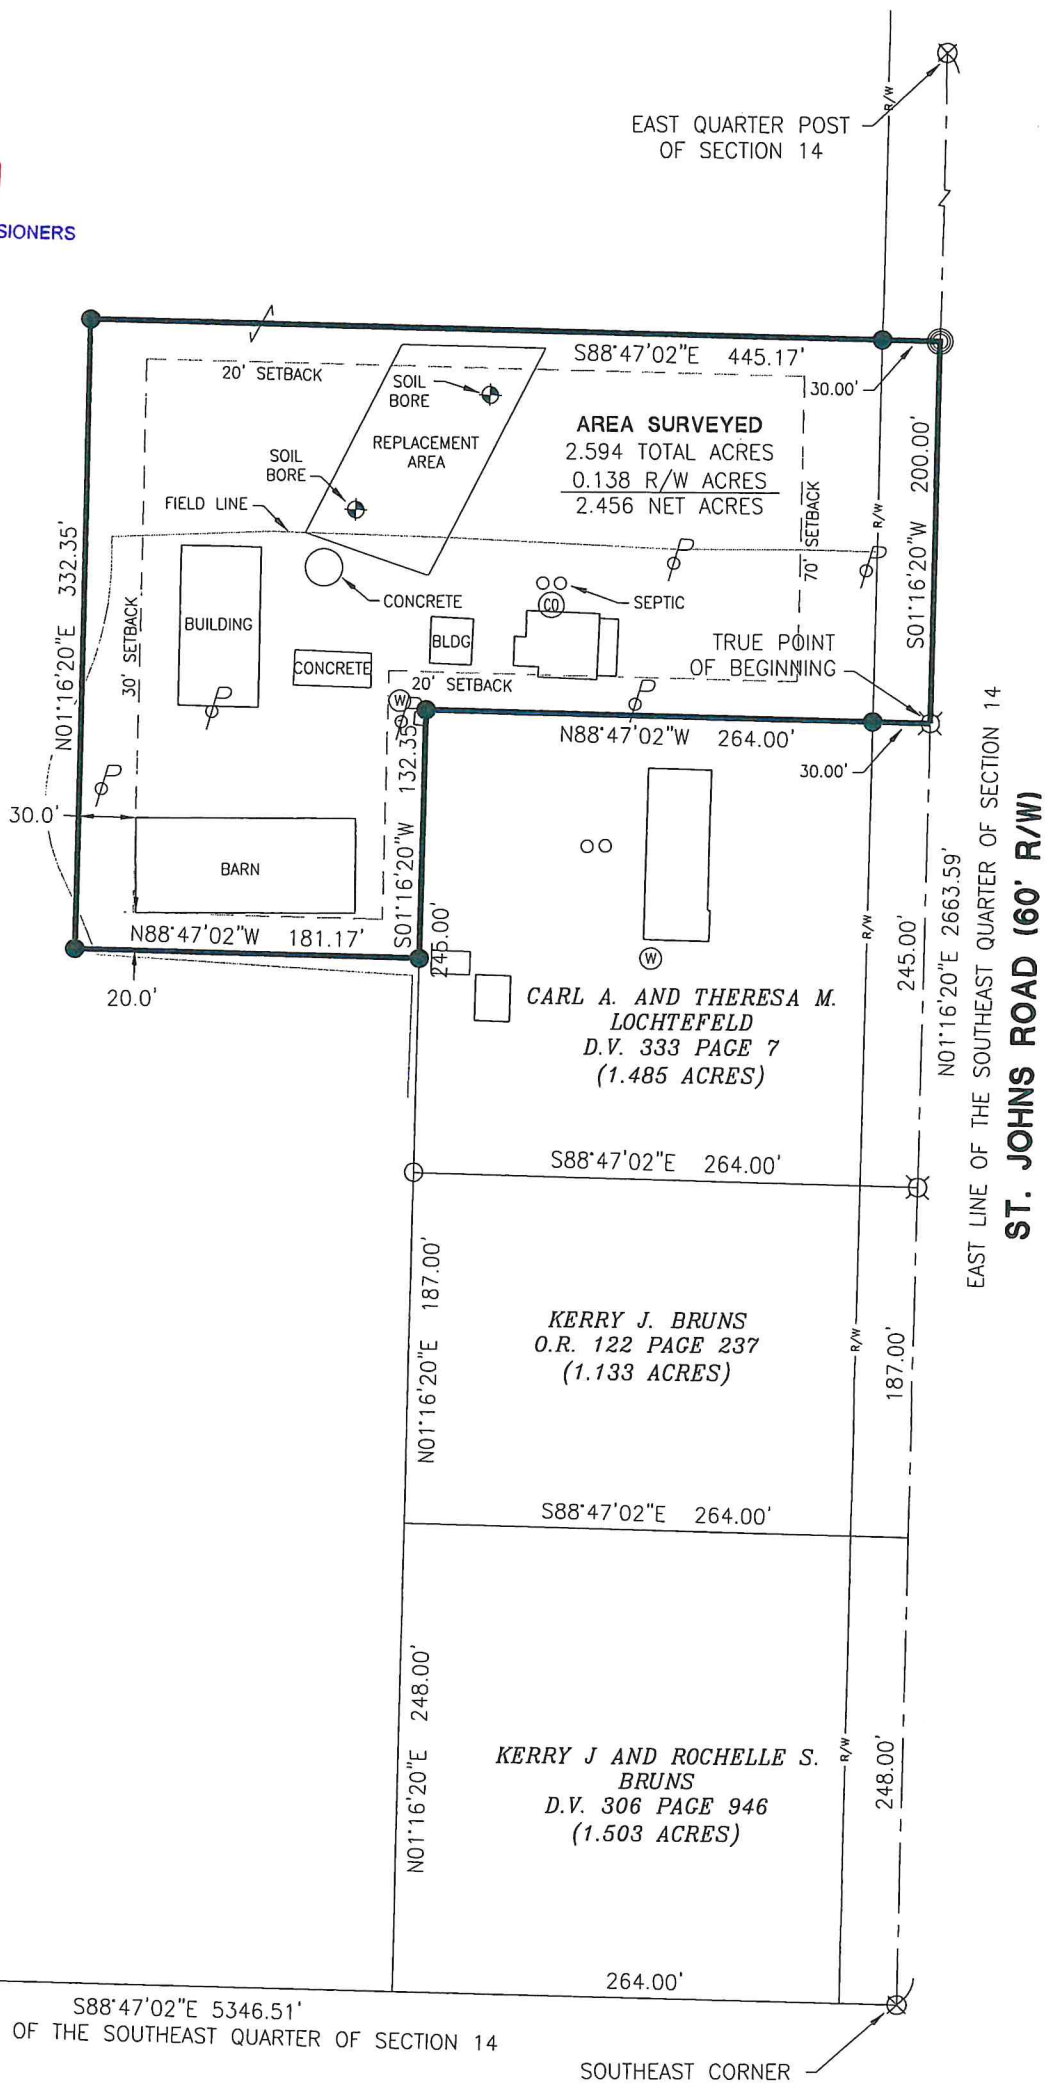 SIONERS
R/W
EAST QUARTER POST
OF SECTION 14
S88°47'02"E 445.17'
30.00'
20' SETBACK
SOIL
BORE
REPLACEMENT
AREA
AREA SURVEYED
2.594 TOTAL ACRES
0.138 R/W ACRES
2.456 NET ACRES
SOIL
BORE
FIELD LINE
70' SETBACK
R/W
S01°16'20"W 200.00'
N01°16'20"E 332.35'
CONCRETE
CO
SEPTIC
BUILDING
BLDG
30' SETBACK
CONCRETE
TRUE POINT
OF BEGINNING
20' SETBACK
W
N88°47'02"W 264.00'
30.00'
S01°16'20"W 132.35'
30.0'
BARN
N88°47'02"W 181.17'
20.0'
245.00'
W
R/W
245.00'
N01°16'20"E 2663.59'
EAST LINE OF THE SOUTHEAST QUARTER OF SECTION 14
ST. JOHNS ROAD (60' R/W)
CARL A. AND THERESA M.
LOCHTEFELD
D.V. 333 PAGE 7
(1.485 ACRES)
S88°47'02"E 264.00'
N01°16'20"E 187.00'
KERRY J. BRUNS
O.R. 122 PAGE 237
(1.133 ACRES)
R/W
187.00'
S88°47'02"E 264.00'
N01°16'20"E 248.00'
KERRY J AND ROCHELLE S.
BRUNS
D.V. 306 PAGE 946
(1.503 ACRES)
R/W
248.00'
264.00'
S88°47'02"E 5346.51'
OF THE SOUTHEAST QUARTER OF SECTION 14
SOUTHEAST CORNER